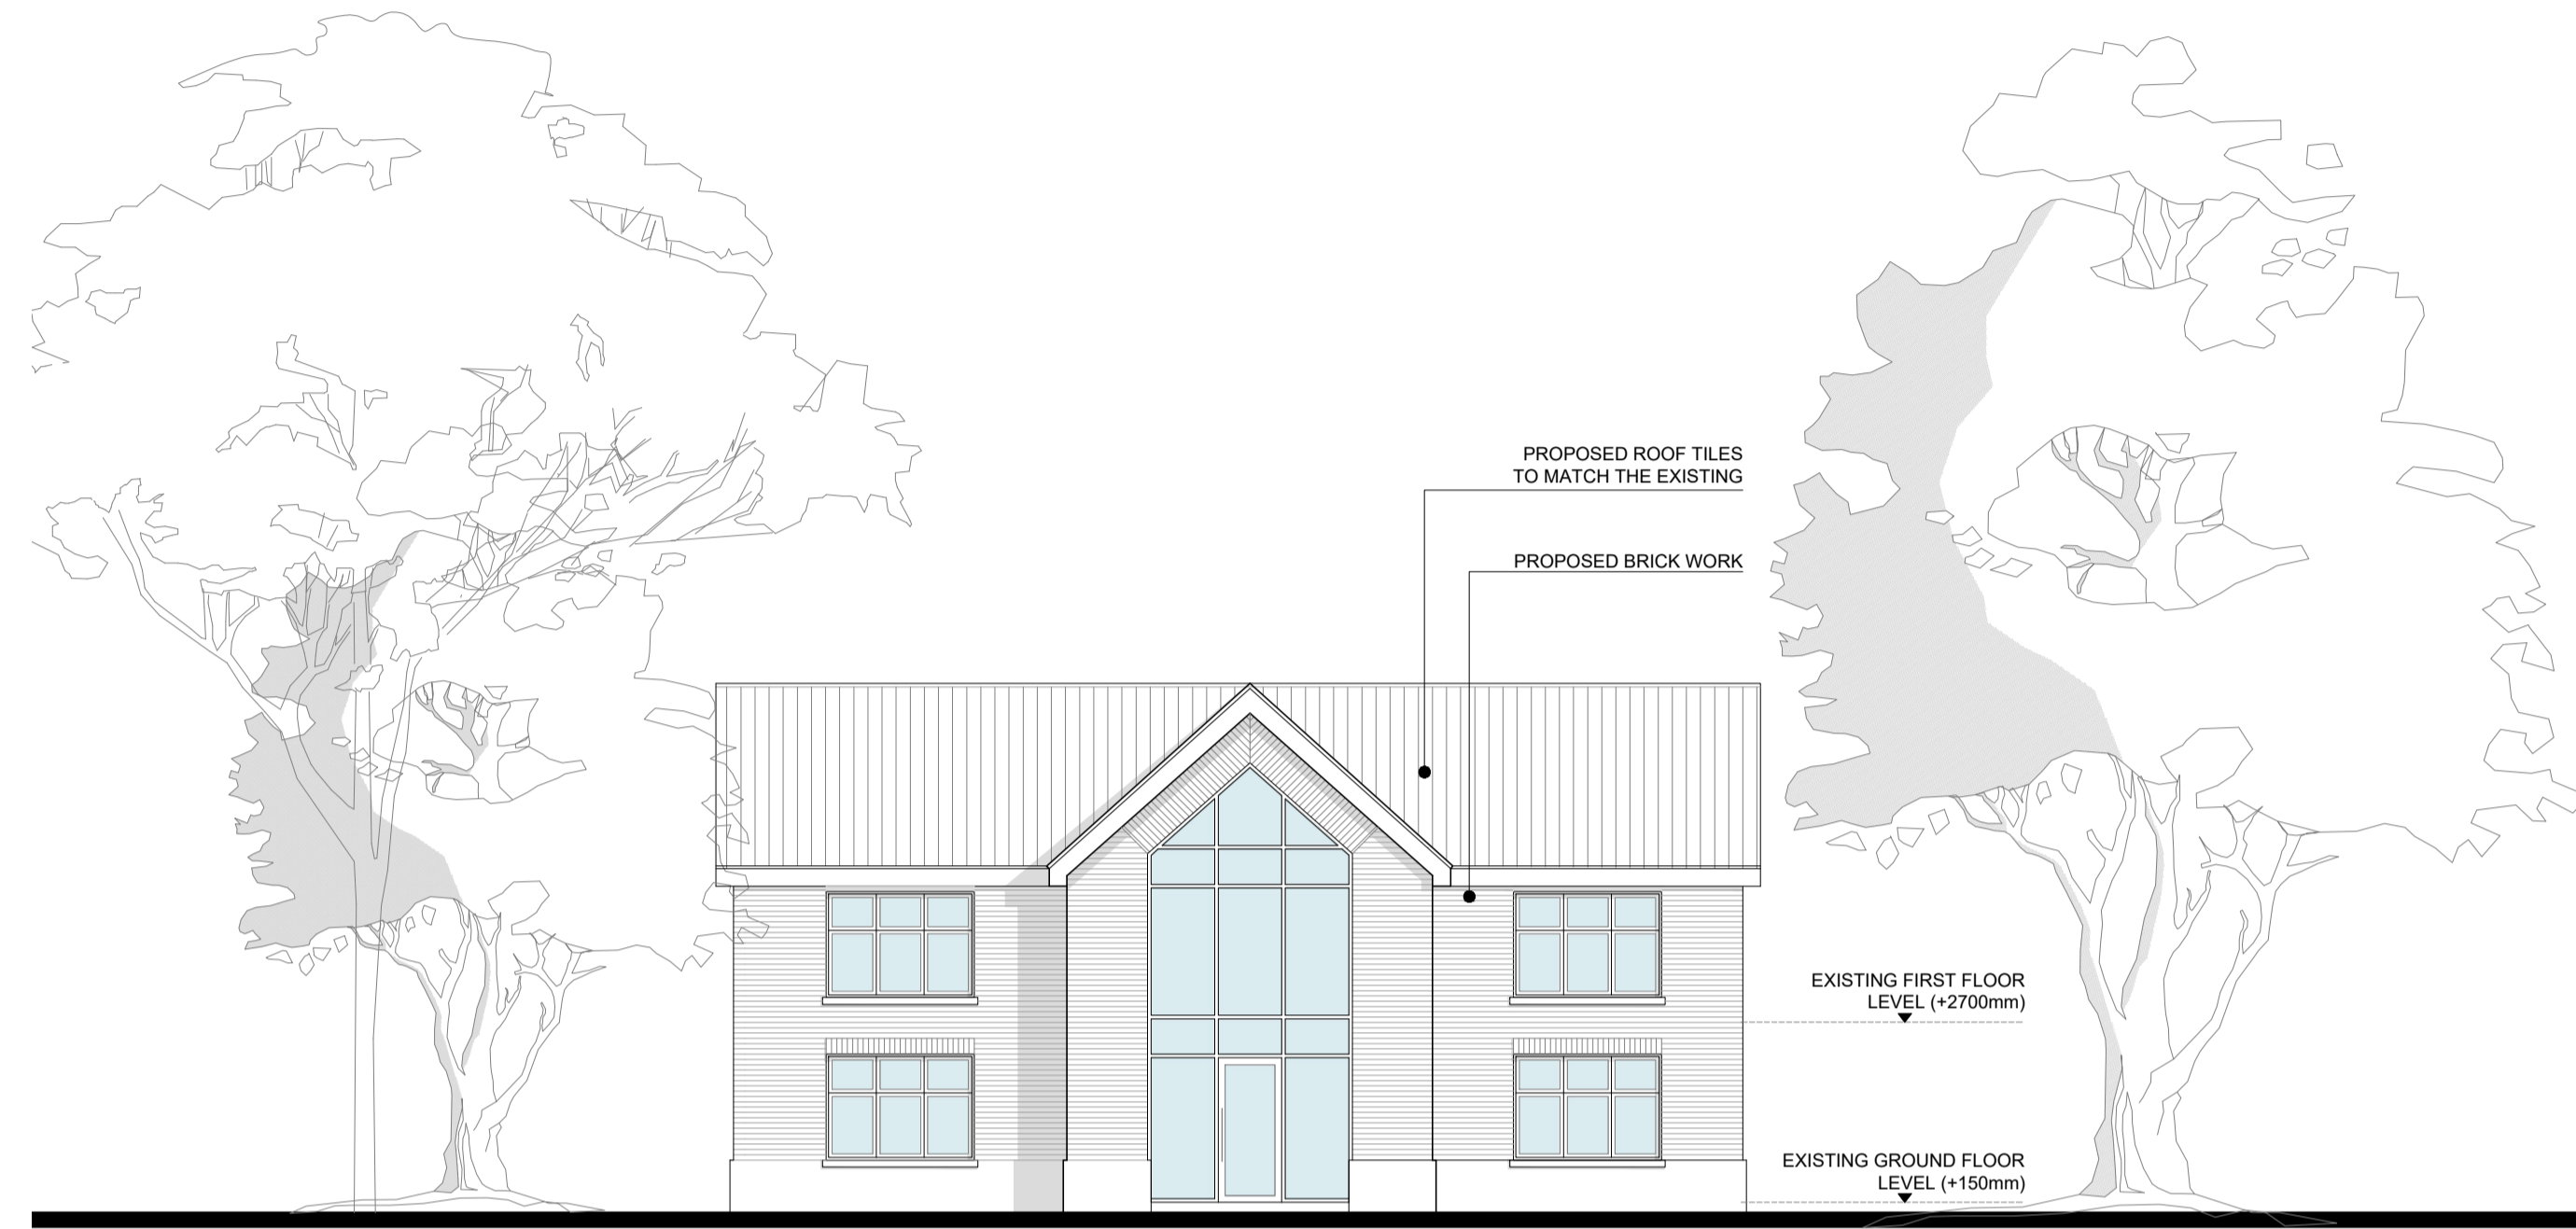 PROPOSED ROOF TILES
TO MATCH THE EXISTING
PROPOSED BRICK WORK
EXISTING FIRST FLOOR
LEVEL (+2700mm)
EXISTING GROUND FLOOR
LEVEL (+150mm)